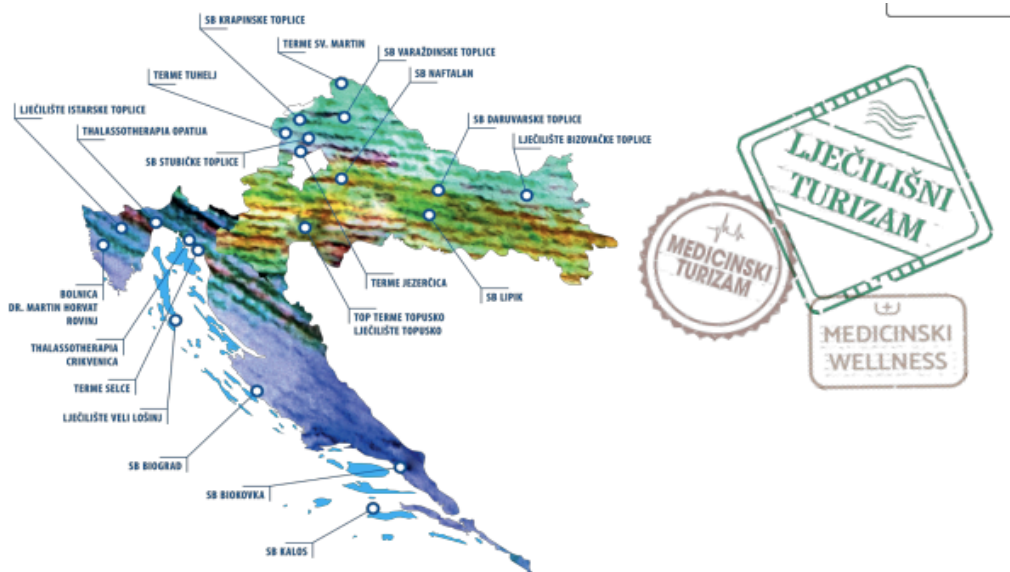 SB KRAPINSKE TOPLICE
TERME SV. MARTIN
SB VARAŽDINSKE TOPLICE
TERME TUHELJ
SB NAFTALAN
LJEČILIŠTE ISTARSKE TOPLICE
THALASSOTHERAPIA OPATIJA
SB DARUVARSKE TOPLICE
LJEČILIŠTE BIZOVAČKE TOPLICE
SB STUBIČKE TOPLICE
TERME JEZERČICA
SB LIPIK
BOLNICA
DR. MARTIN HORVAT
ROVINJ
TOP TERME TOPUSKO
LJEČILIŠTE TOPUSKO
THALASSOTHERAPIA
CRIKVENICA
TERME SELCE
LJEČILIŠTE VELI LOŠINJ
SB BIOGRAD
SB BIOKOVKA
SB KALOS
LJEČILIŠNI
TURIZAM
MEDICINSKI
TURIZAM
MEDICINSKI
WELLNESS